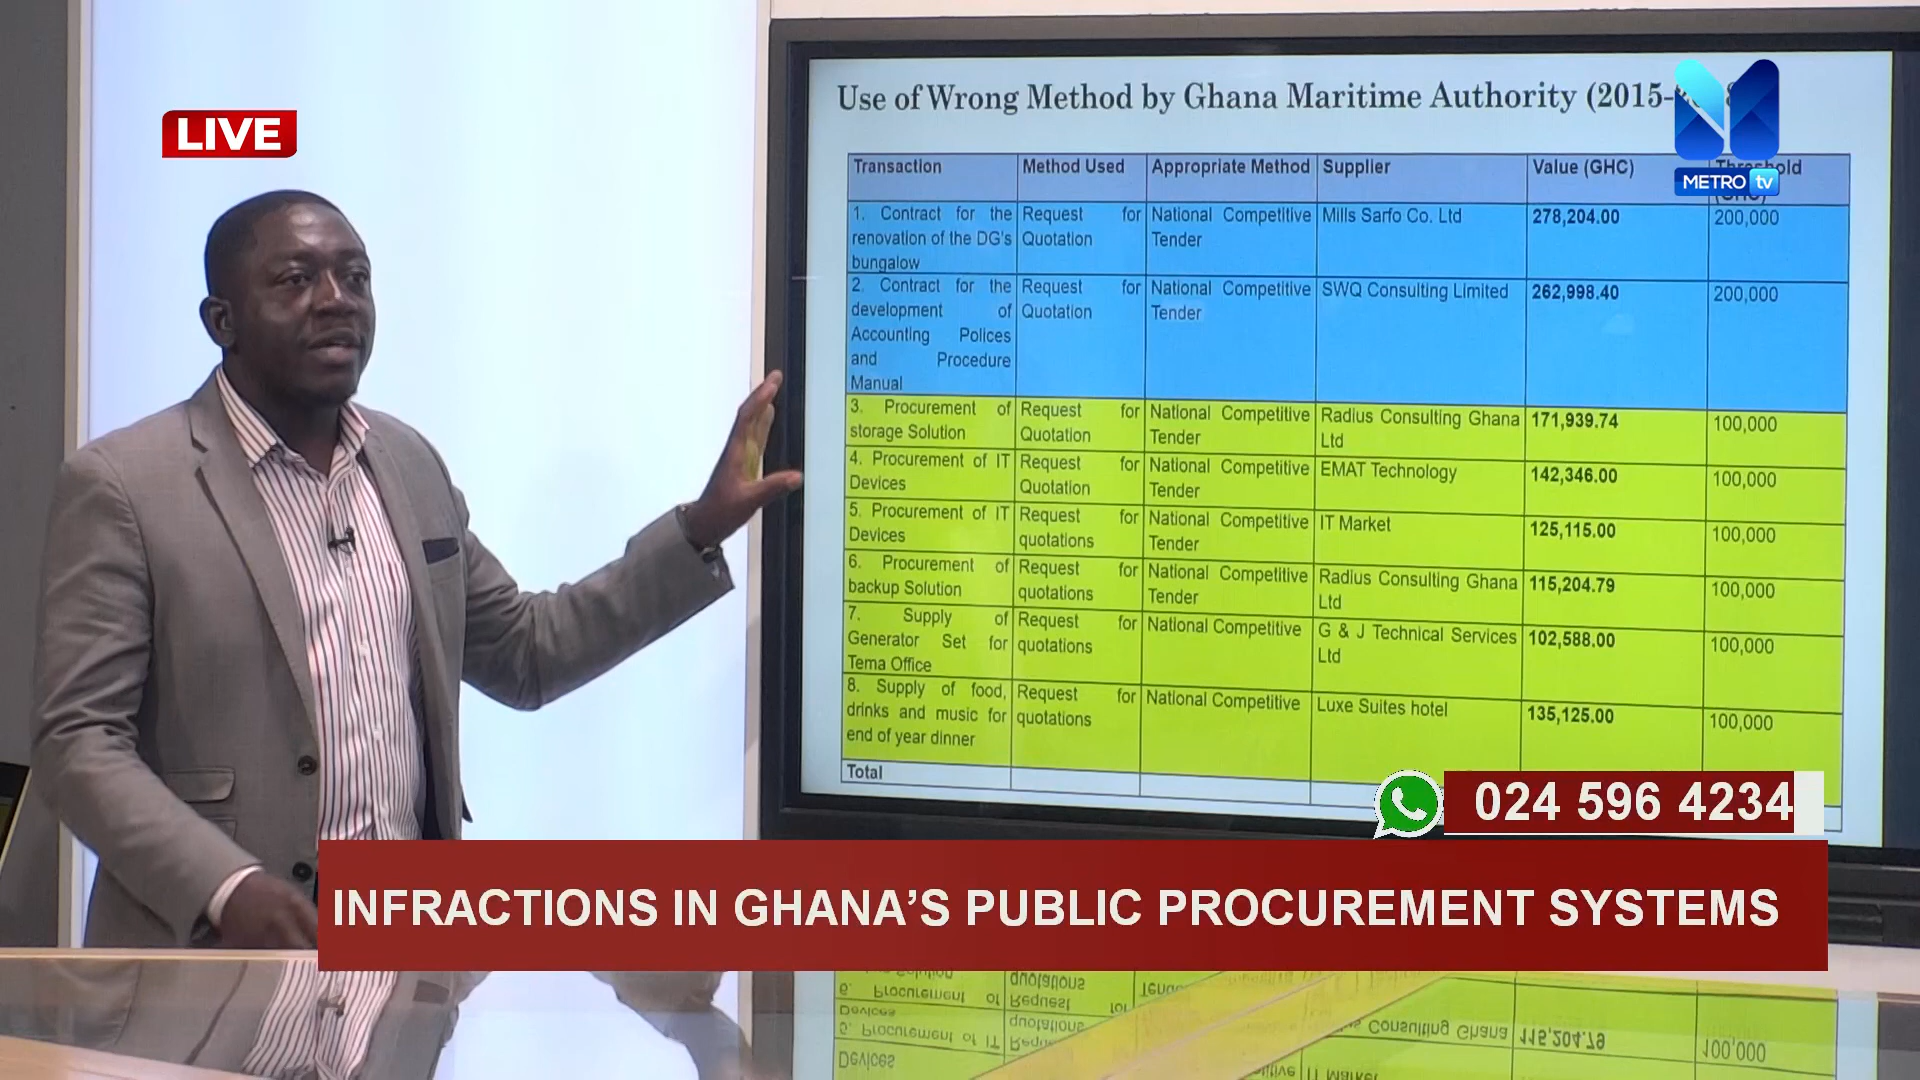 LIVE
Use of Wrong Method by Ghana Maritime Authority (2015-
METRO tv
Transaction Method Used Appropriate Method Supplier Value (GHC)
1. Contract for the renovation of the DG's bungalow Request for Quotation National Competitive Tender Mills Sarfo Co. Ltd 278,204.00 200,000
2. Contract for the development of Accounting Polices and Procedure Manual Request for Quotation National Competitive Tender SWQ Consulting Limited 262,998.40 200,000
3. Procurement of storage Solution Request for Quotation National Competitive Tender Radius Consulting Ghana Ltd 171,939.74 100,000
4. Procurement of IT Devices Request for Quotation National Competitive Tender EMAT Technology 142,346.00 100,000
5. Procurement of IT Devices Request for quotations National Competitive Tender IT Market 125,115.00 100,000
6. Procurement of backup Solution Request for quotations National Competitive Tender Radius Consulting Ghana Ltd 115,204.79 100,000
7. Supply of Generator Set for Tema Office Request for quotations National Competitive G & J Technical Services Ltd 102,588.00 100,000
8. Supply of food, drinks and music for end of year dinner Request for quotations National Competitive Luxe Suites hotel 135,125.00 100,000
Total
024 596 4234
INFRACTIONS IN GHANA'S PUBLIC PROCUREMENT SYSTEMS